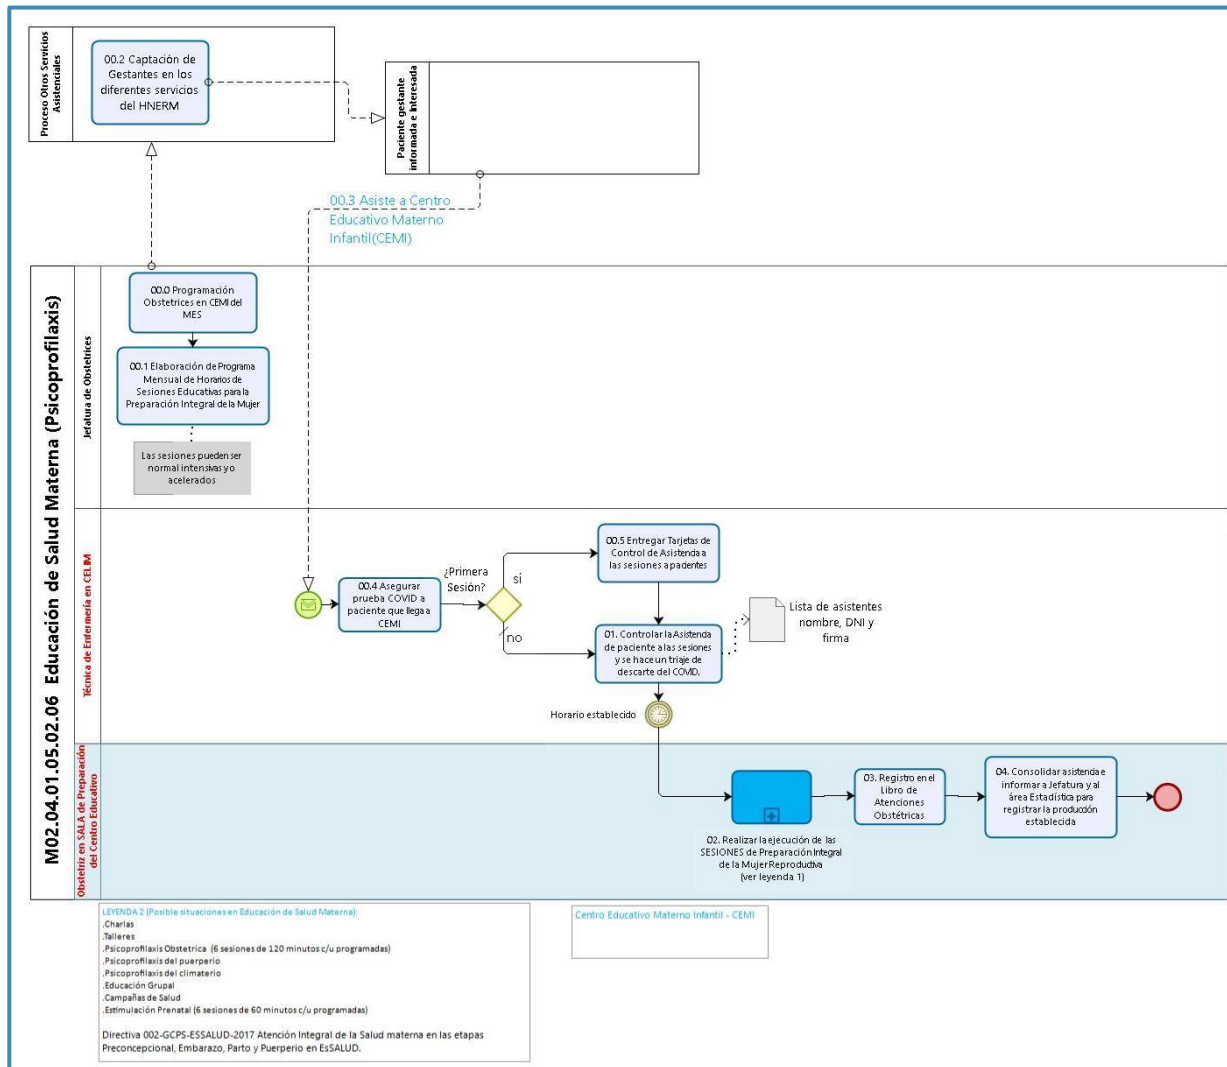 Proceso Otros Servicios
Asistenciales
00.2 Captación de
Gestantes en los
diferentes servicios
del HNERM
Paciente gestante
informada e Interesada
00.3 Asiste a Centro
Educativo Materno
Infantil(CEMI)
M02.04.01.05.02.06 Educación de Salud Materna (Psicoprofilaxis)
Jefatura de Obstetrices
00.0 Programación
Obstetrices en CEMI del
MES
00.1 Elaboración de Programa
Mensual de Horarios de
Sesiones Educativas para la
Preparación Integral de la Mujer
Las sesiones pueden ser
normal intensivas yo
acelerados
Técnica de Enfermería en CELIM
00.4 Asegurar
prueba COVID a
paciente que llega a
CEMI
¿Primera
Sesión?
si
no
00.5 Entregar Tarjetas de
Control de Asistencia a
las sesiones a pacientes
01. Controlar la Asistencia
de paciente a las sesiones
y se hace un triaje de
descarte del COVID.
Lista de asistentes
nombre, DNI y
firma
Horario establecido
Obstetriz en SALA de Preparación
del Centro Educativo
02. Realizar la ejecución de las
SESIONES de Preparación Integral
de la Mujer Reproductiva
(ver leyenda 1)
03. Registro en el
Libro de
Atenciones
Obstétricas
04. Consolidar asistencia e
informar a Jefatura y al
área Estadística para
registrar la producción
establecida
LEYENDA 2 (Posible situaciones en Educación de Salud Materna):
.Charlas
.Talleres
.Psicoprofilaxis Obstetrica (6 sesiones de 120 minutos c/u programadas)
.Psicoprofilaxis del puerperio
.Psicoprofilaxis del climaterio
.Educación Grupal
.Campañas de Salud
.Estimulación Prenatal (6 sesiones de 60 minutos c/u programadas)
Directiva 002-GCPS-ESSALUD-2017 Atención Integral de la Salud materna en las etapas
Preconcepcional, Embarazo, Parto y Puerperio en EsSALUD.
Centro Educativo Materno Infantil - CEMI